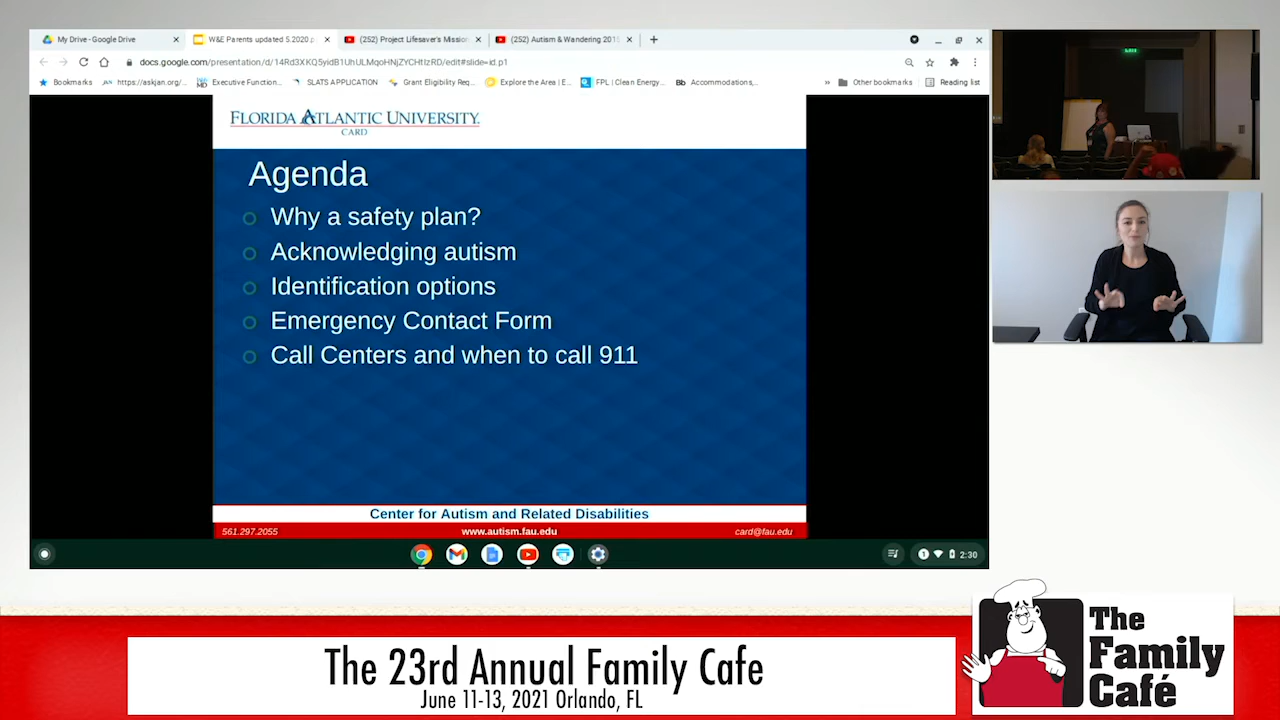 My Drive - Google Drive
W&E Parents updated 5.2020.p
(252) Project Lifesaver's Mission
(252) Autism & Wandering 201
docs.google.com/presentation/d/14Rd3XKQ5yidB1UhULMqoHNjZYCHtIzRD/edit#slide=id.p1
Bookmarks
https://askjan.org/...
Executive Function...
SLATS APPLICATION
Grant Eligibility Req...
Explore the Area | E...
FPL | Clean Energy...
Bb Accommodations,...
» Other bookmarks
Reading list
FLORIDA ATLANTIC UNIVERSITY.
CARD
Agenda
Why a safety plan?
Acknowledging autism
Identification options
Emergency Contact Form
Call Centers and when to call 911
Center for Autism and Related Disabilities
561.297.2055
www.autism.fau.edu
card@fau.edu
1 2:30
The 23rd Annual Family Cafe
June 11-13, 2021 Orlando, FL
The
Family
Café